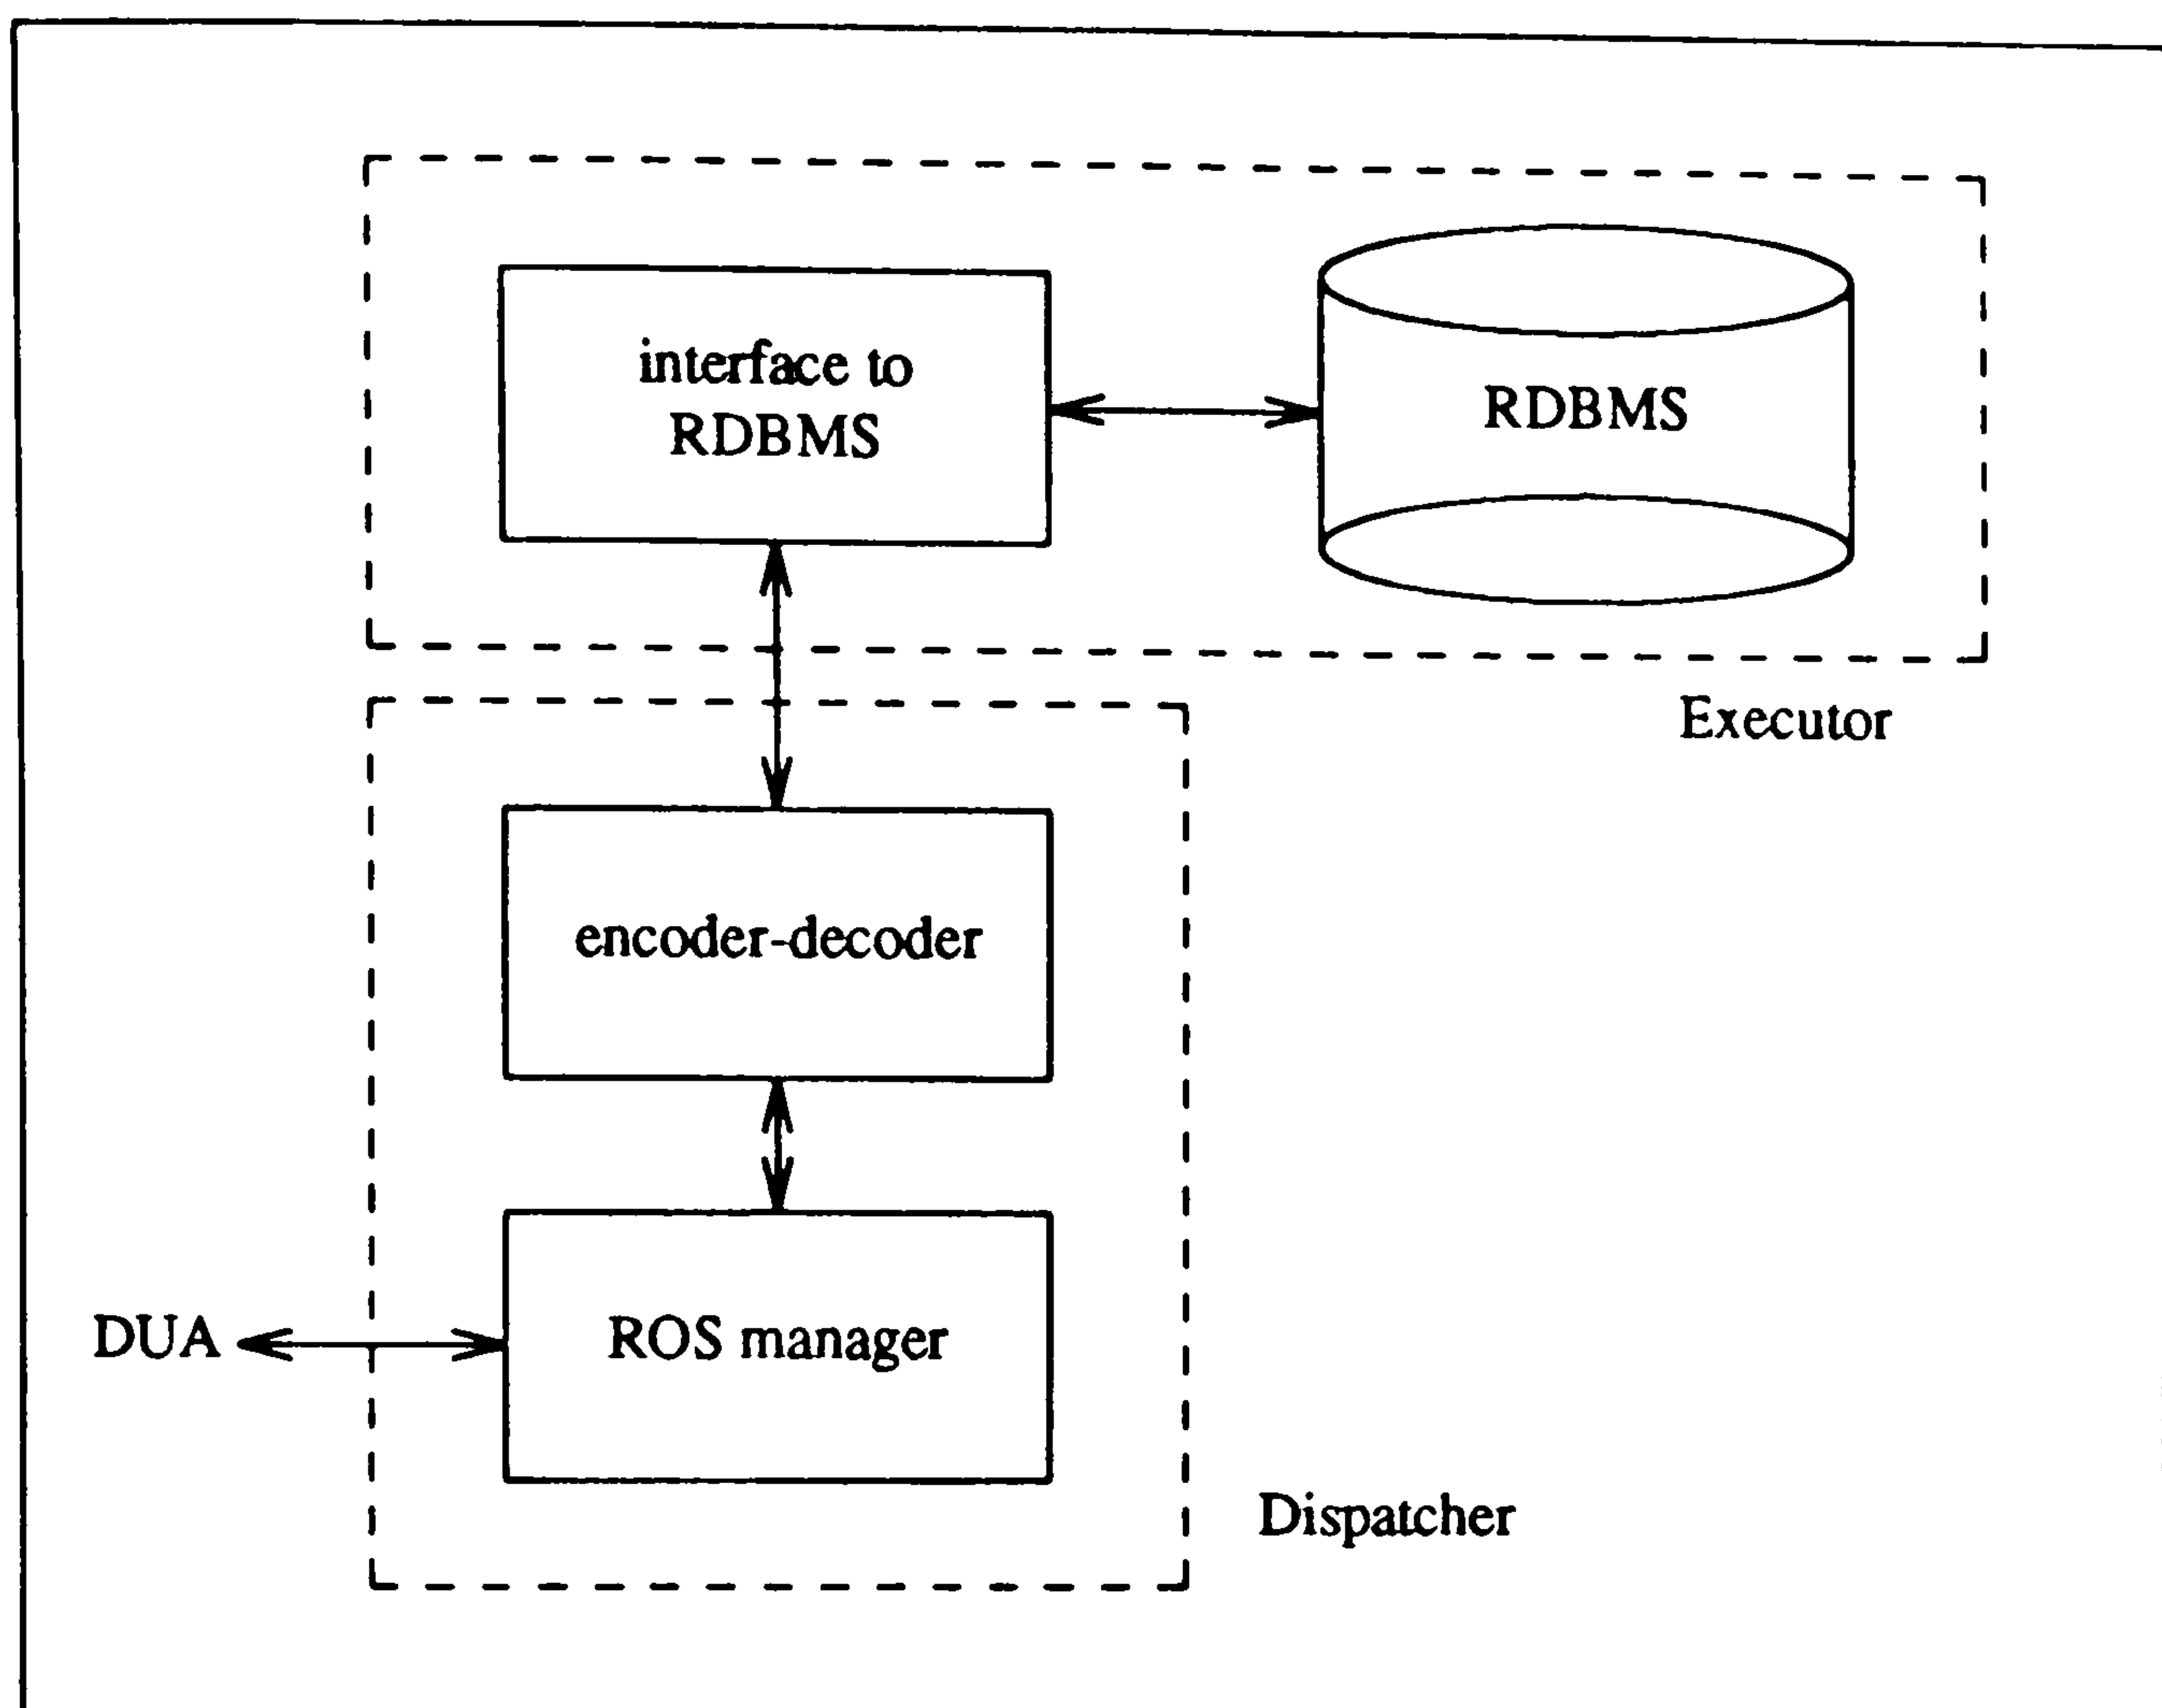 interface to
RDBMS
RDBMS
Executor
encoder-decoder
DUA
ROS manager
Dispatcher